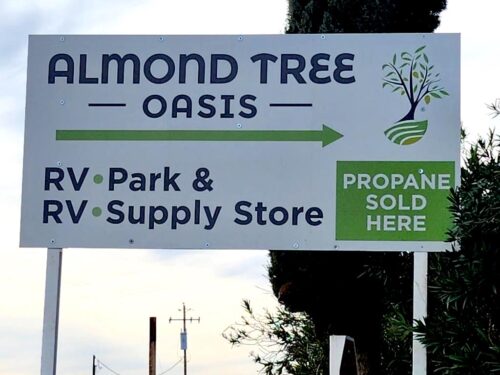 ALMOND TREE
OASIS
RV•Park &
RV•Supply Store
PROPANE
SOLD
HERE